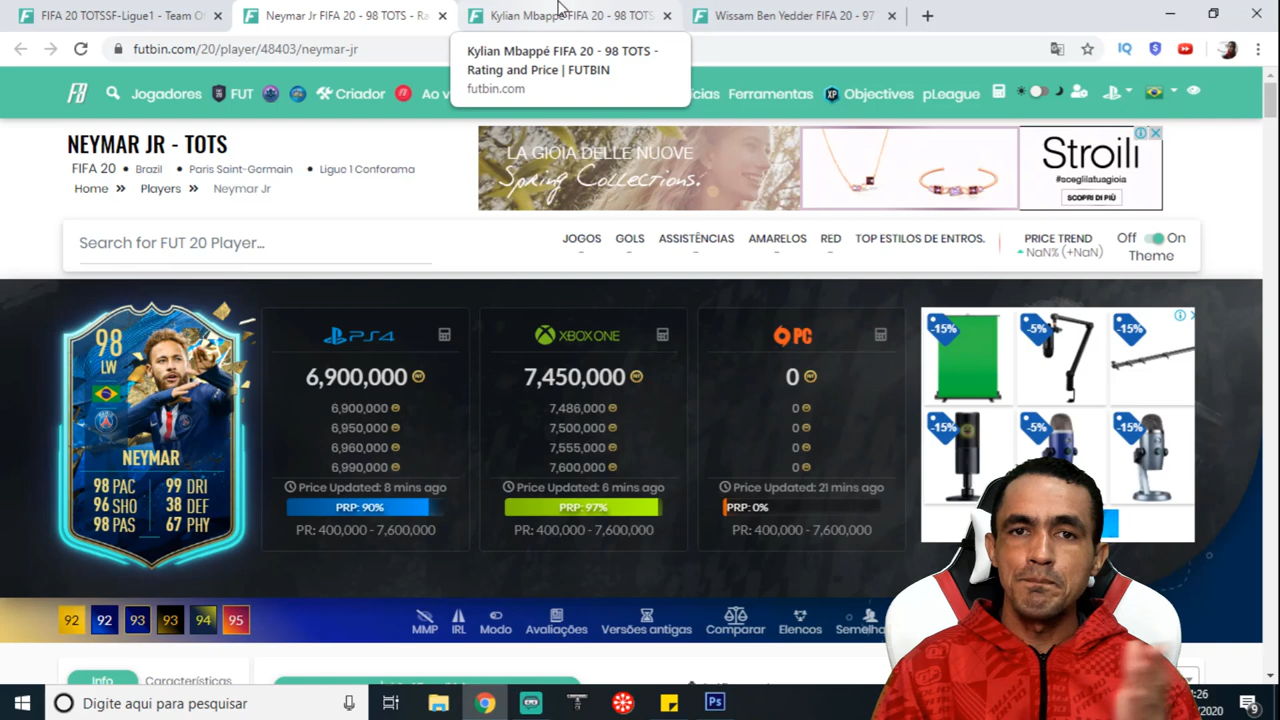 FIFA 20 TOTSSF-Ligue1 - Team O
Neymar Jr FIFA 20 - 98 TOTS - Ra
Kylian Mbappé FIFA 20 - 98 TOTS
Wissam Ben Yedder FIFA 20 - 97
futbin.com/20/player/48403/neymar-jr
Kylian Mbappé FIFA 20 - 98 TOTS -
Rating and Price | FUTBIN
futbin.com
Jogadores
FUT
Criador
Ao v
cias
Ferramentas
XP
Objectives
pLeague
NEYMAR JR - TOTS
FIFA 20 • Brazil • Paris Saint-Germain • Ligue 1 Conforama
Home » Players » Neymar Jr
LA GIOIA DELLE NUOVE
Spring Collections.
Stroili
#sceglilatuagioia
SCOPRI DI PIÙ
Search for FUT 20 Player...
JOGOS GOLS ASSISTÊNCIAS AMARELOS RED TOP ESTILOS DE ENTROS.
- - - - -
PRICE TREND
NaN% (+NaN)
Off On
Theme
98
LW
NEYMAR
98 PAC 99 DRI
96 SHO 38 DEF
98 PAS 67 PHY
PS4
6,900,000
6,900,000
6,950,000
6,960,000
6,990,000
Price Updated: 8 mins ago
PRP: 90%
PR: 400,000 - 7,600,000
XBOX ONE
7,450,000
7,486,000
7,500,000
7,555,000
7,600,000
Price Updated: 6 mins ago
PRP: 97%
PR: 400,000 - 7,600,000
PC
0
0
0
0
0
Price Updated: 21 mins ago
PRP: 0%
PR: 400,000 - 7,600,000
-15% -5% -15%
-15% -5% -15%
92 92 93 93 94 95
MMP IRL Modo Avaliações Versões antigas Comparar Elencos Semelha
Info Características
Digite aqui para pesquisar
Ps
:26
/2020
9